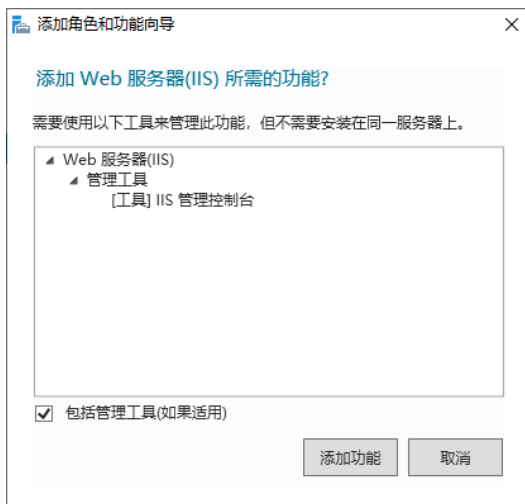 添加角色和功能向导
添加 Web 服务器(IIS) 所需的功能?
需要使用以下工具来管理此功能，但不需要安装在同一服务器上。
Web 服务器(IIS)
管理工具
[工具] IIS 管理控制台
包括管理工具(如果适用)
添加功能 取消